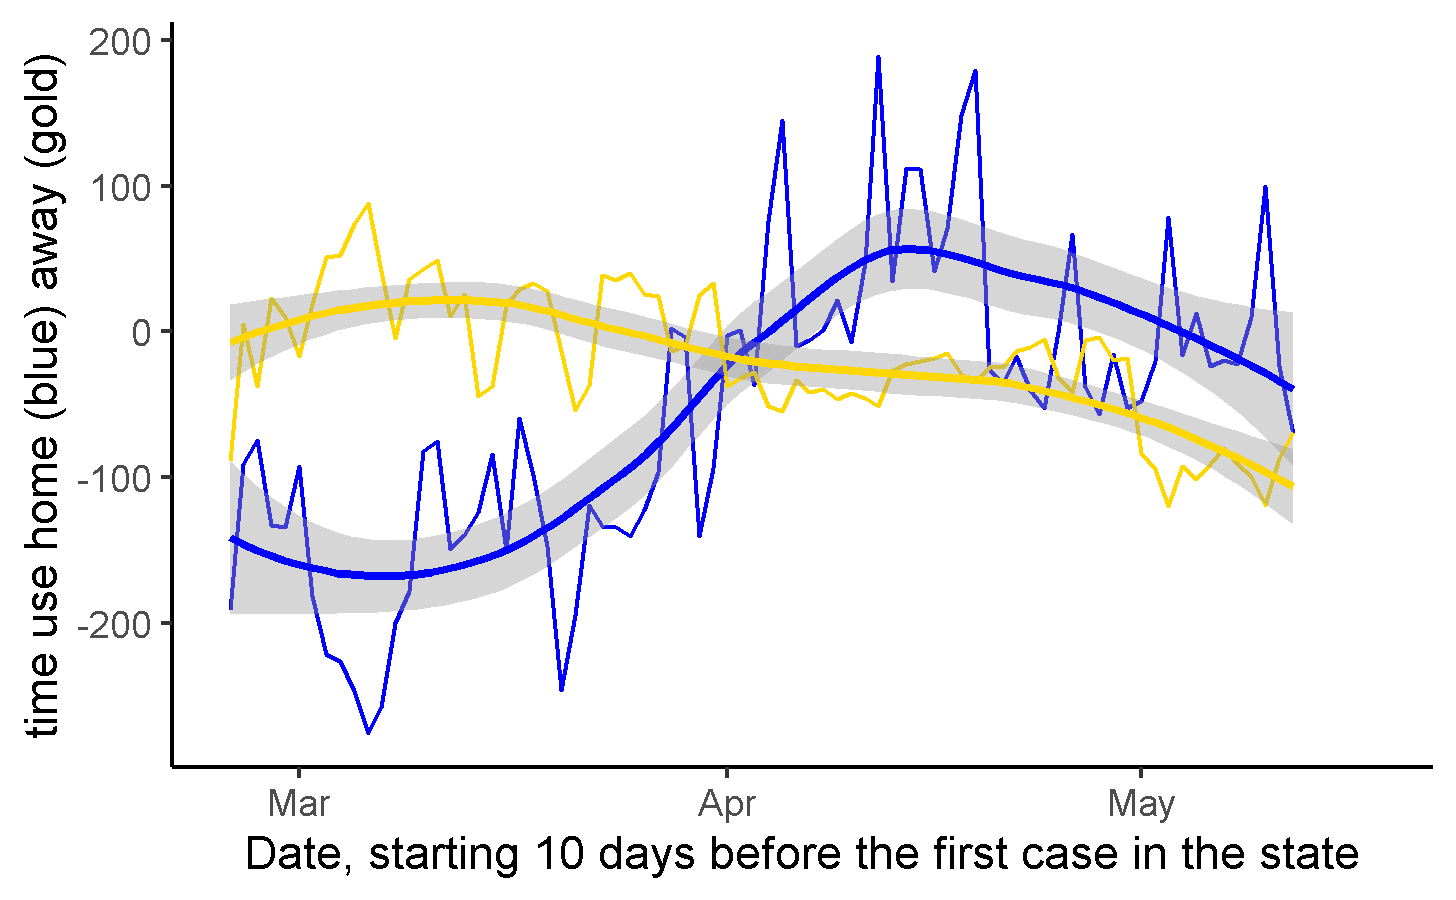 time use home (blue) away (gold)
200
100
0
-100
-200
Mar
Apr
May
Date, starting 10 days before the first case in the state